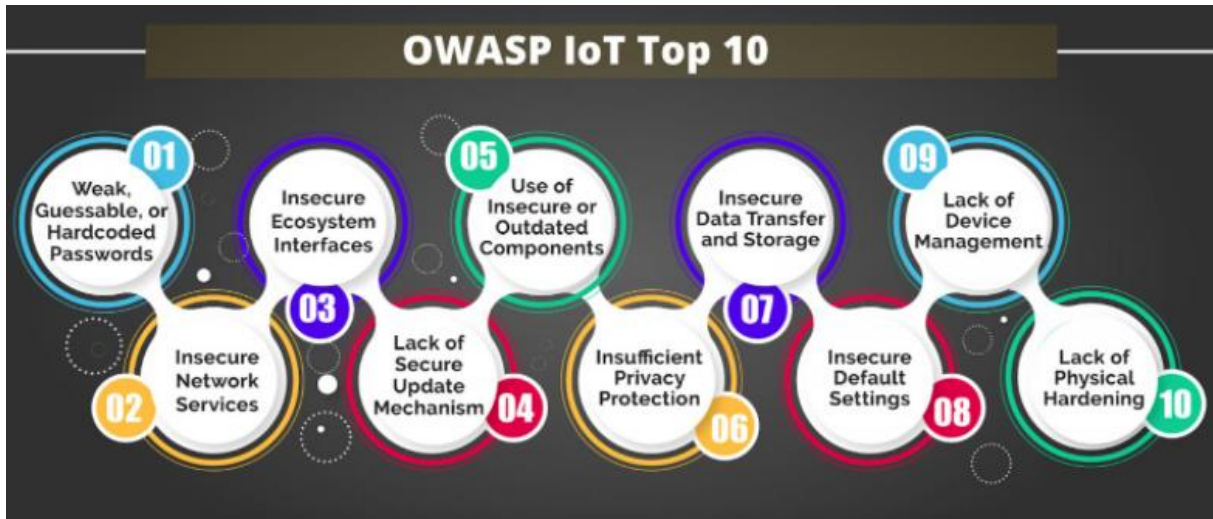 OWASP IoT Top 10
01
Weak,
Guessable, or
Hardcoded
Passwords
02
Insecure
Network
Services
03
Insecure
Ecosystem
Interfaces
04
Lack of
Secure
Update
Mechanism
05
Use of
Insecure or
Outdated
Components
06
Insufficient
Privacy
Protection
07
Insecure
Data Transfer
and Storage
08
Insecure
Default
Settings
09
Lack of
Device
Management
10
Lack of
Physical
Hardening